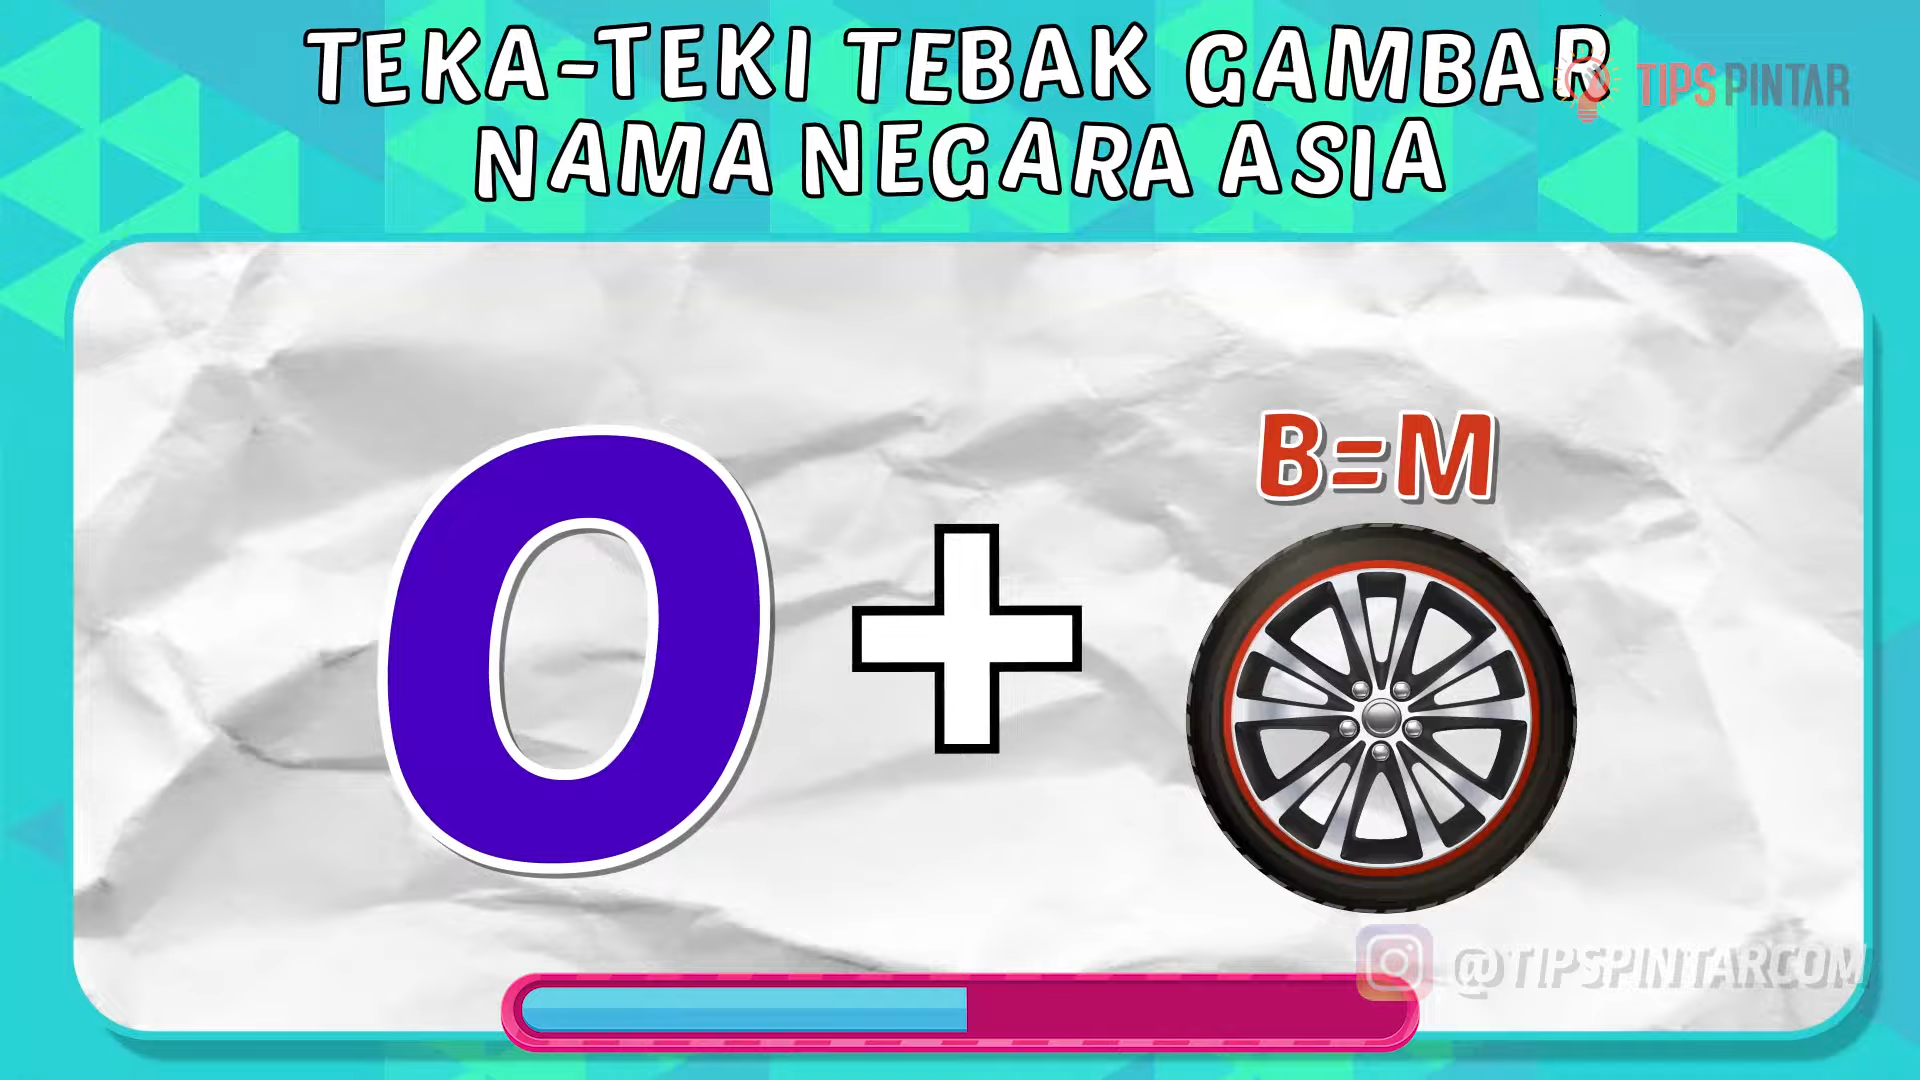 TEKA-TEKI TEBAK GAMBAR
NAMA NEGARA ASIA
TIPS PINTAR
B=M
O
@TIPSPINTARCOM